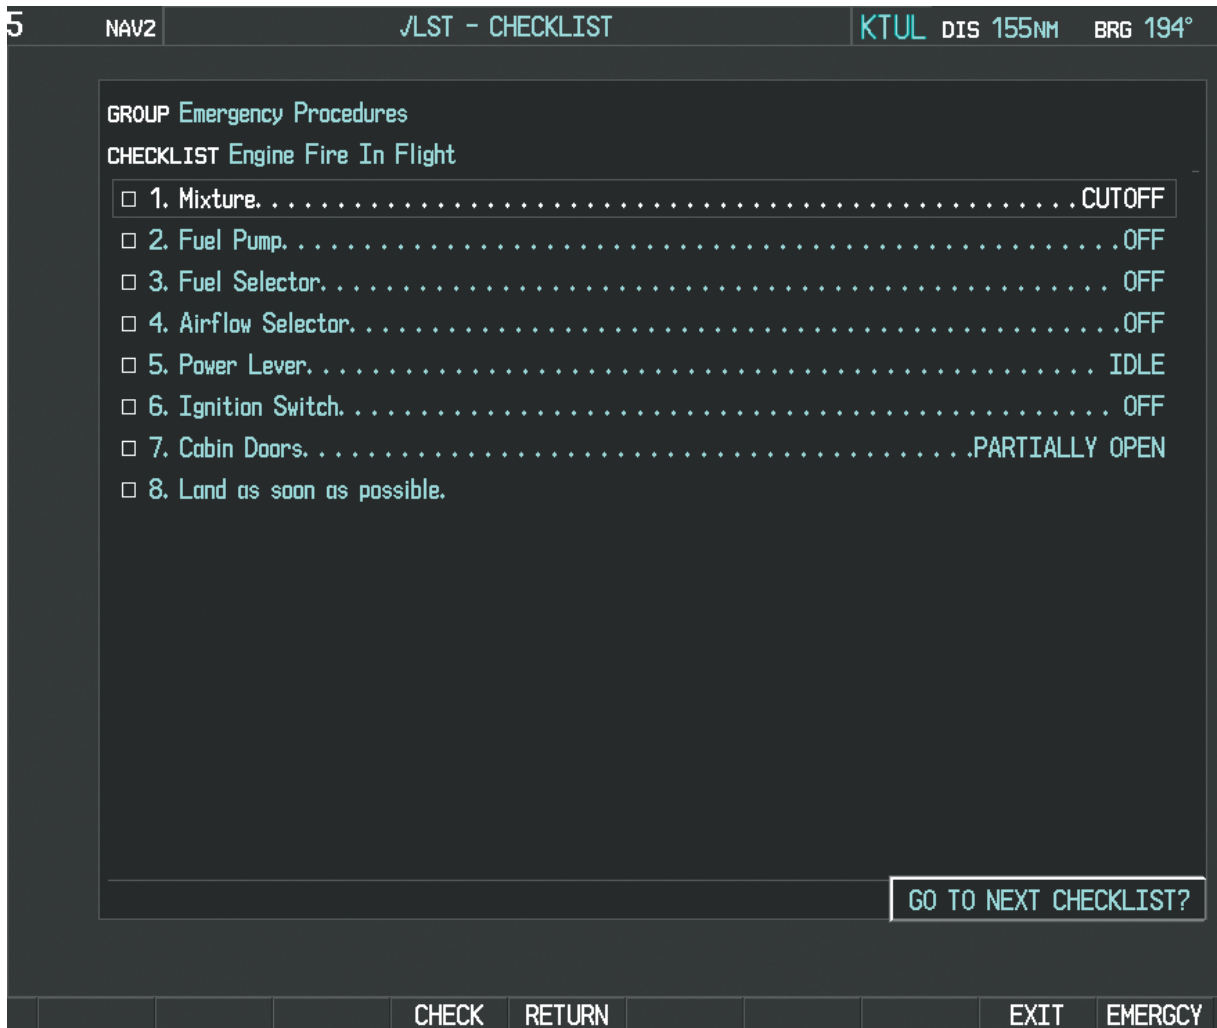 5 NAV2 √LST - CHECKLIST KTUL DIS 155NM BRG 194°
GROUP Emergency Procedures
CHECKLIST Engine Fire In Flight
□ 1. Mixture. . . . . . . . . . . . . . . . . . . . . . . . . . . . . . . . . . . . . . . . . . . . . . . . . .CUTOFF
□ 2. Fuel Pump. . . . . . . . . . . . . . . . . . . . . . . . . . . . . . . . . . . . . . . . . . . . . . . . . . .OFF
□ 3. Fuel Selector. . . . . . . . . . . . . . . . . . . . . . . . . . . . . . . . . . . . . . . . . . . . . . . . OFF
□ 4. Airflow Selector. . . . . . . . . . . . . . . . . . . . . . . . . . . . . . . . . . . . . . . . . . . . . . .OFF
□ 5. Power Lever. . . . . . . . . . . . . . . . . . . . . . . . . . . . . . . . . . . . . . . . . . . . . . . . IDLE
□ 6. Ignition Switch. . . . . . . . . . . . . . . . . . . . . . . . . . . . . . . . . . . . . . . . . . . . . . . OFF
□ 7. Cabin Doors. . . . . . . . . . . . . . . . . . . . . . . . . . . . . . . . . . . . . . . . .PARTIALLY OPEN
□ 8. Land as soon as possible.
GO TO NEXT CHECKLIST?
CHECK RETURN EXIT EMERGCY